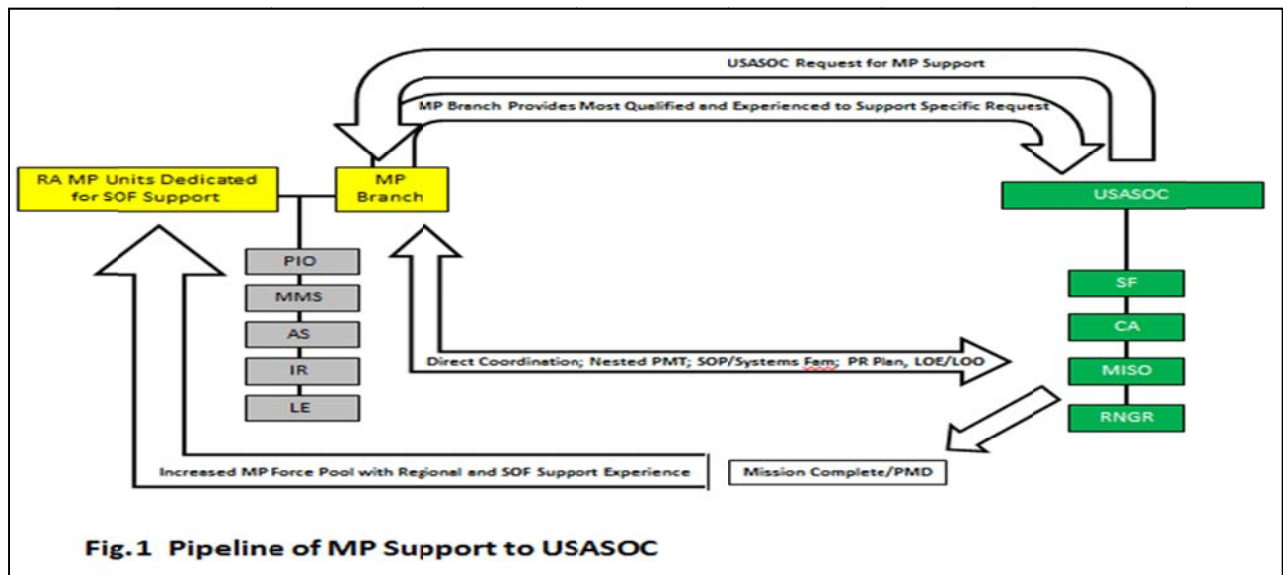 USASOC Request for MP Support
MP Branch Provides Most Qualified and Experienced to Support Specific Request
RA MP Units Dedicated
for SOF Support
MP
Branch
USASOC
PIO
MMS
AS
IR
LE
SF
CA
MISO
RNGR
Direct Coordination; Nested PMT; SOP/Systems Fam; PR Plan, LOE/LOO
Increased MP Force Pool with Regional and SOF Support Experience
Mission Complete/PMD
Fig.1 Pipeline of MP Support to USASOC